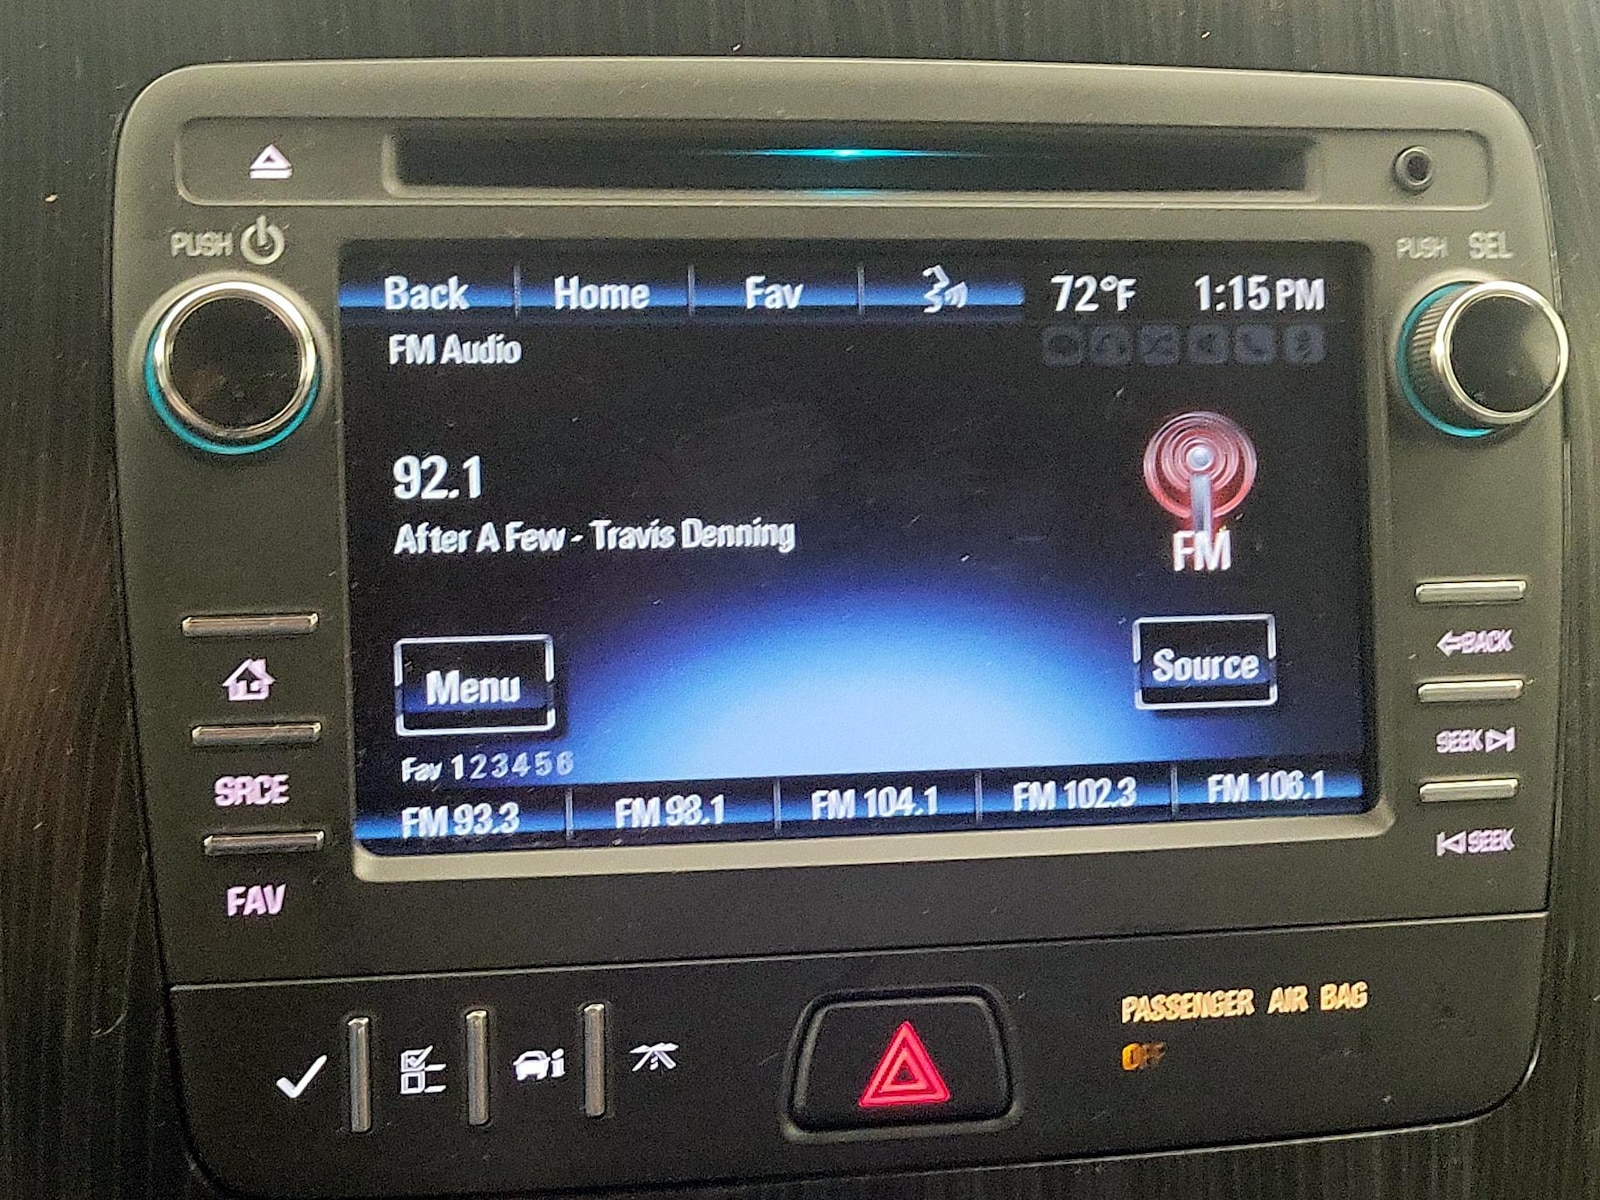 PUSH
PUSH SEL
Back Home Fav 72°F 1:15 PM
FM Audio
92.1
After A Few - Travis Denning
FM
Menu
Source
Fav 1 2 3 4 5 6
FM 93.3 FM 98.1 FM 104.1 FM 102.3 FM 106.1
SRCE
FAV
BACK
SEEK
SEEK
PASSENGER AIR BAG
OFF